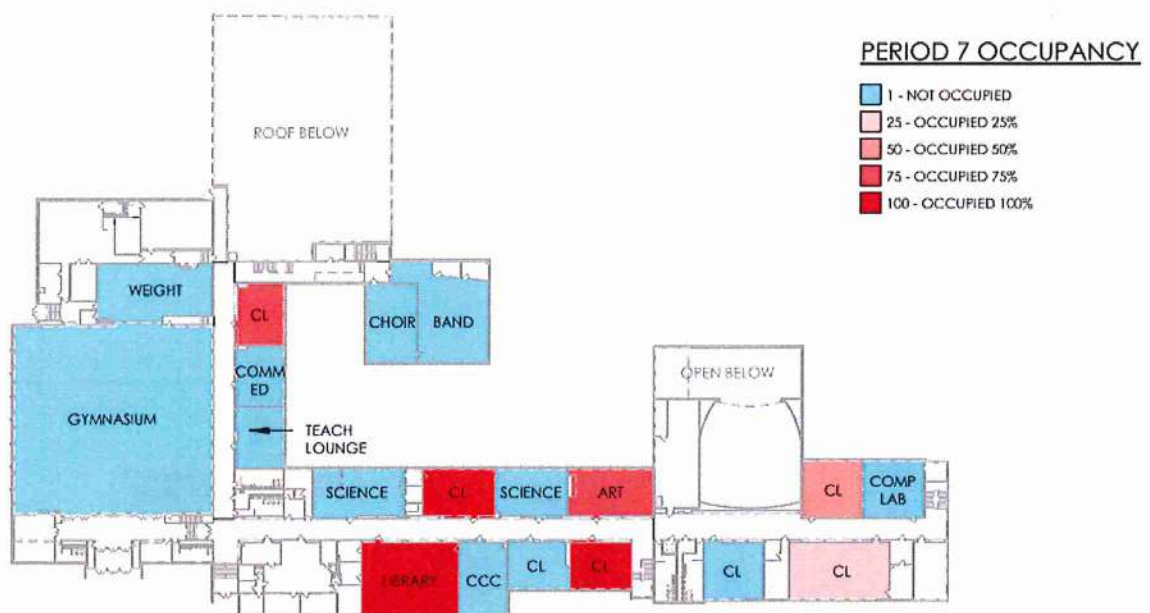 PERIOD 7 OCCUPANCY
1 - NOT OCCUPIED
25 - OCCUPIED 25%
50 - OCCUPIED 50%
75 - OCCUPIED 75%
100 - OCCUPIED 100%
ROOF BELOW
WEIGHT
CL
CHOIR
BAND
COMM
ED
OPEN BELOW
GYMNASIUM
TEACH
LOUNGE
SCIENCE
CL
SCIENCE
ART
CL
COMP
LAB
LIBRARY
CCC
CL
CL
CL
CL